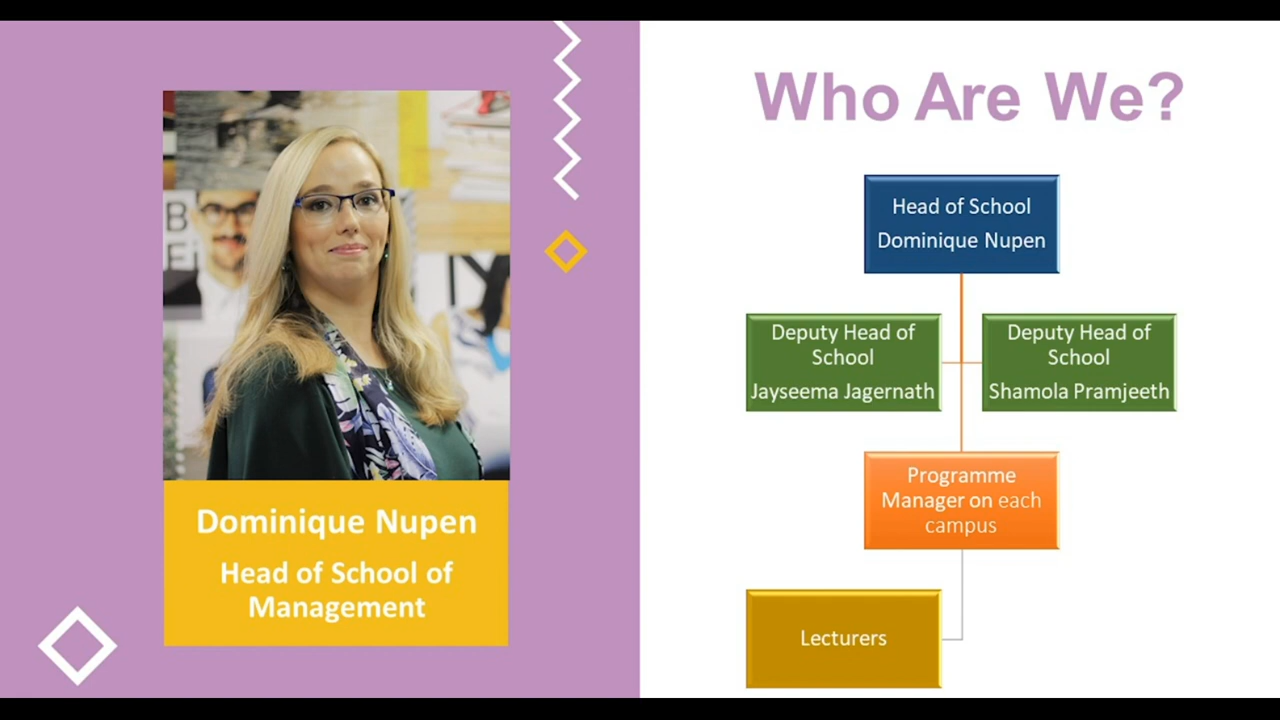 Dominique Nupen
Head of School of
Management
Who Are We?
Head of School
Dominique Nupen
Deputy Head of
School
Jayseema Jagernath
Deputy Head of
School
Shamola Pramjeeth
Programme
Manager on each
campus
Lecturers